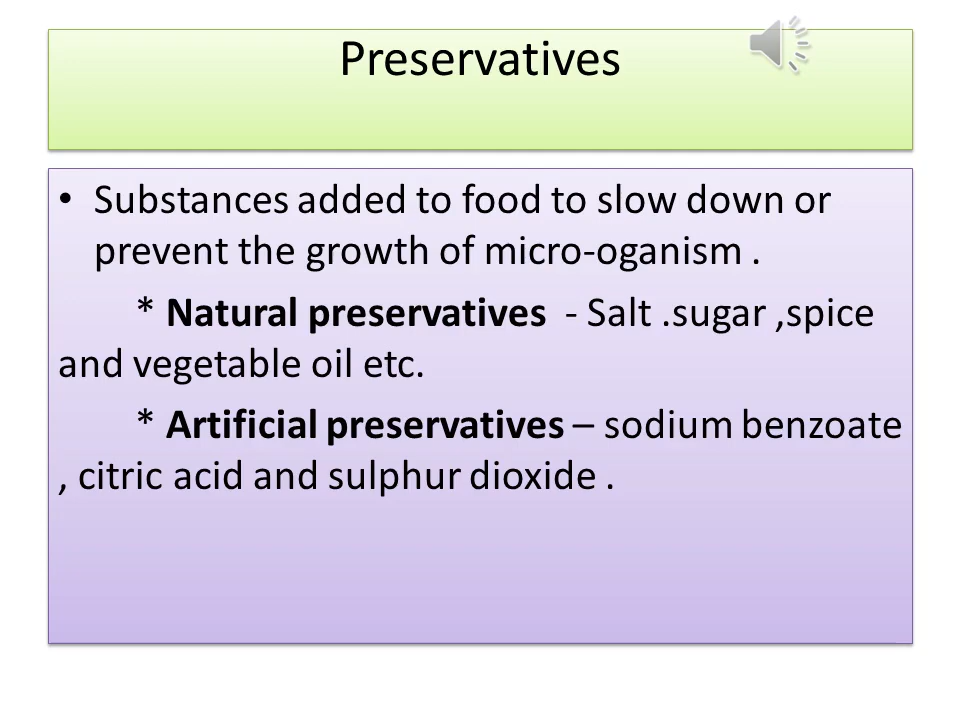 Preservatives
• Substances added to food to slow down or
prevent the growth of micro-oganism .
* Natural preservatives - Salt .sugar ,spice
and vegetable oil etc.
* Artificial preservatives – sodium benzoate
, citric acid and sulphur dioxide .